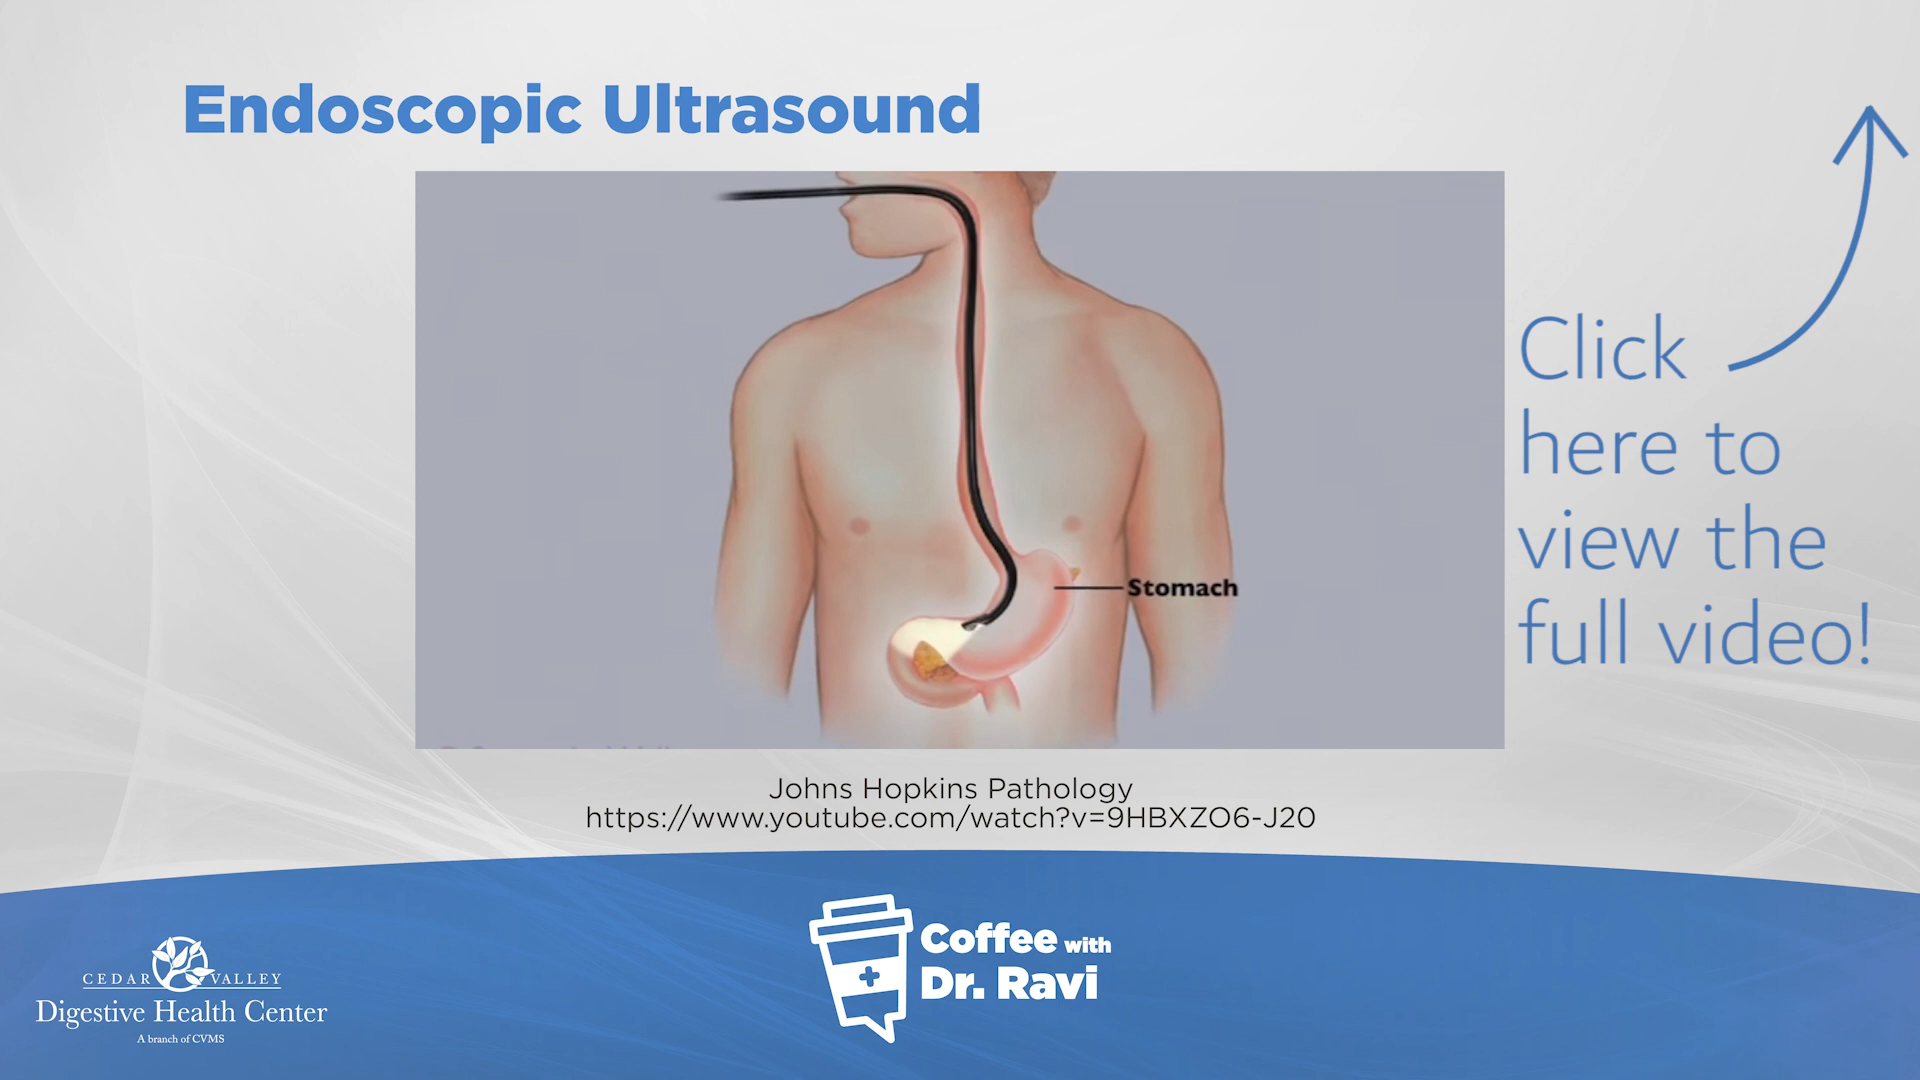 Endoscopic Ultrasound
Click
here to
view the
full video!
Stomach
Johns Hopkins Pathology
https://www.youtube.com/watch?v=9HBXZO6-J20
CEDAR VALLEY
Digestive Health Center
A branch of CVMS
Coffee with
Dr. Ravi